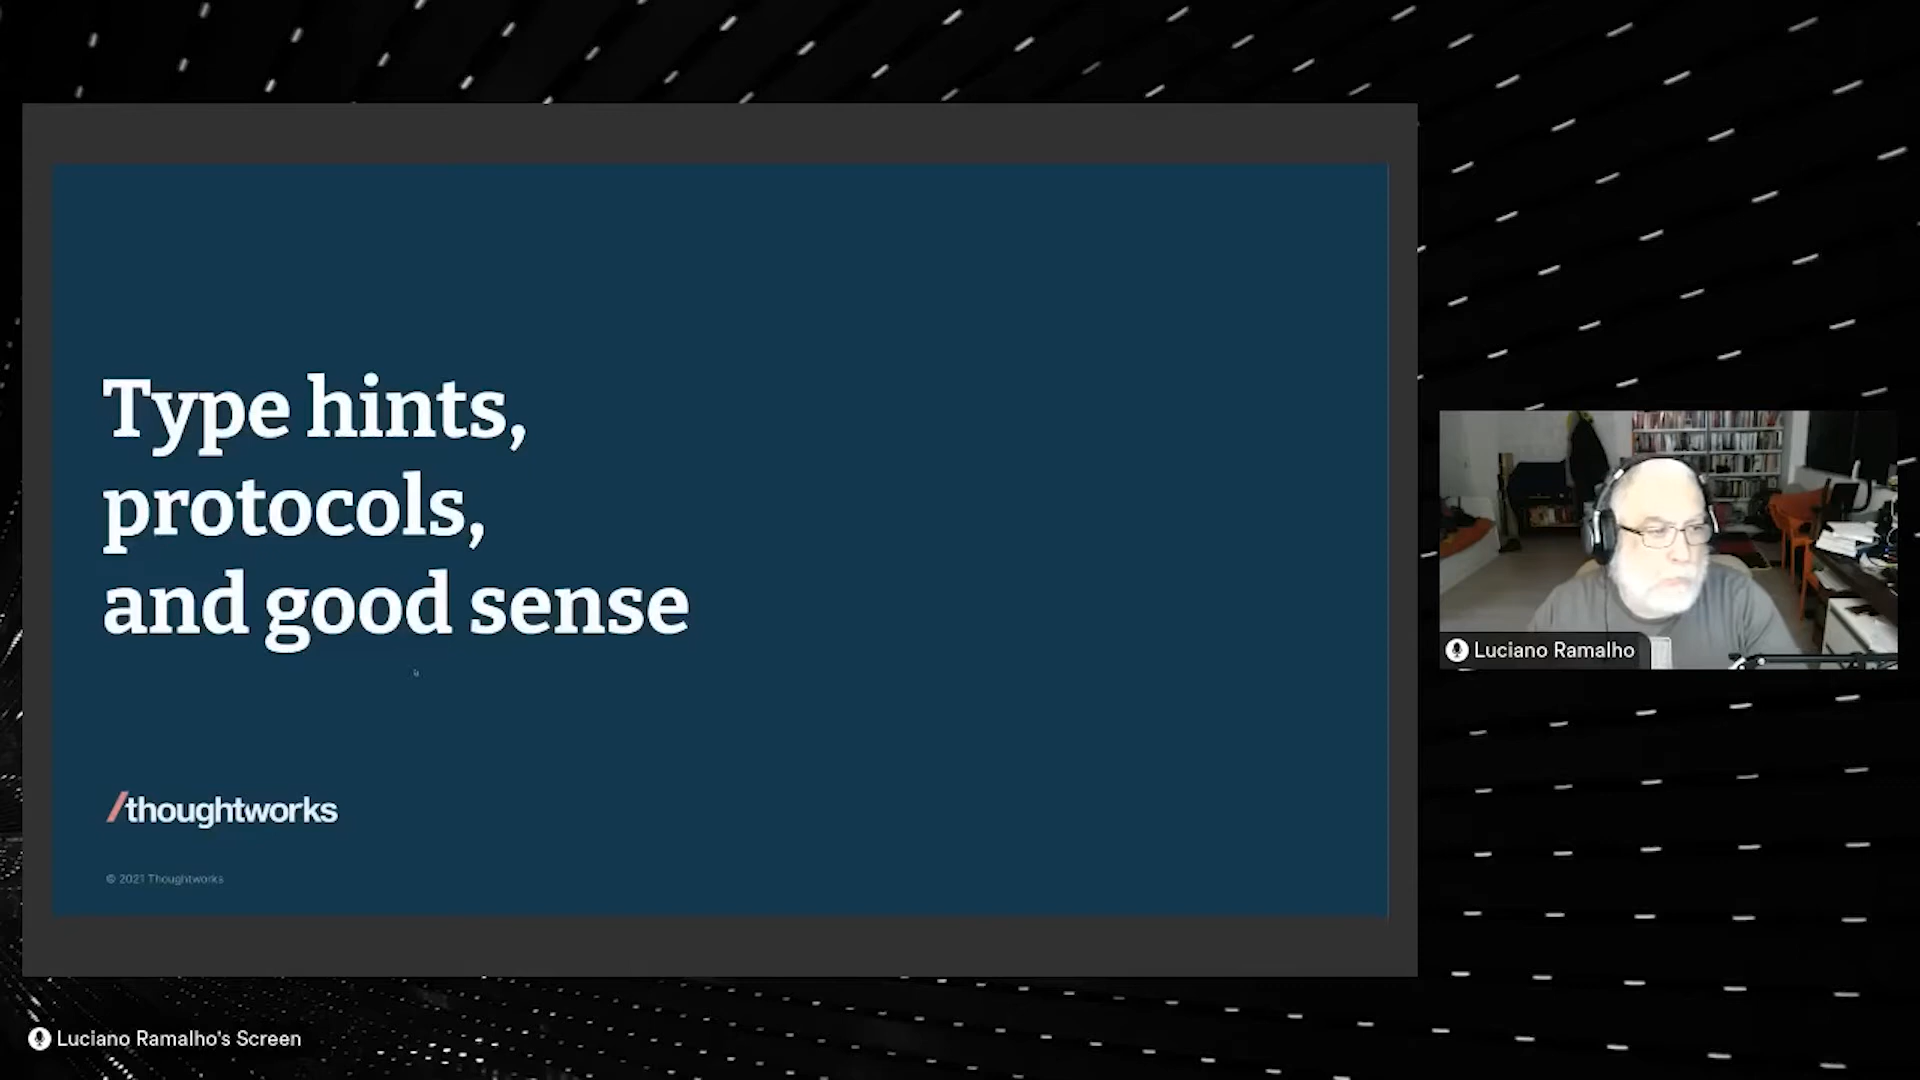 Type hints,
protocols,
and good sense
/thoughtworks
© 2021 Thoughtworks
Luciano Ramalho
Luciano Ramalho's Screen